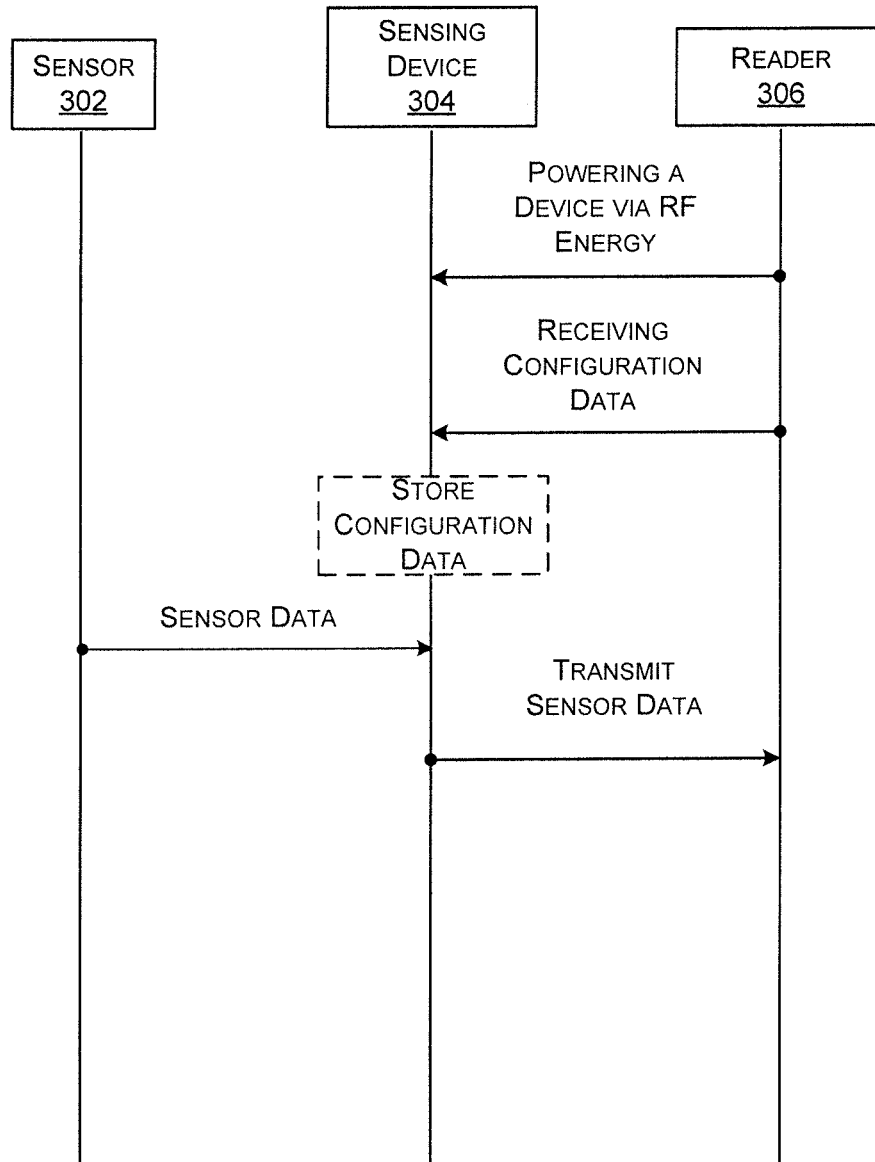 SENSOR
302
SENSING
DEVICE
304
READER
306
POWERING A
DEVICE VIA RF
ENERGY
RECEIVING
CONFIGURATION
DATA
STORE
CONFIGURATION
DATA
SENSOR DATA
TRANSMIT
SENSOR DATA